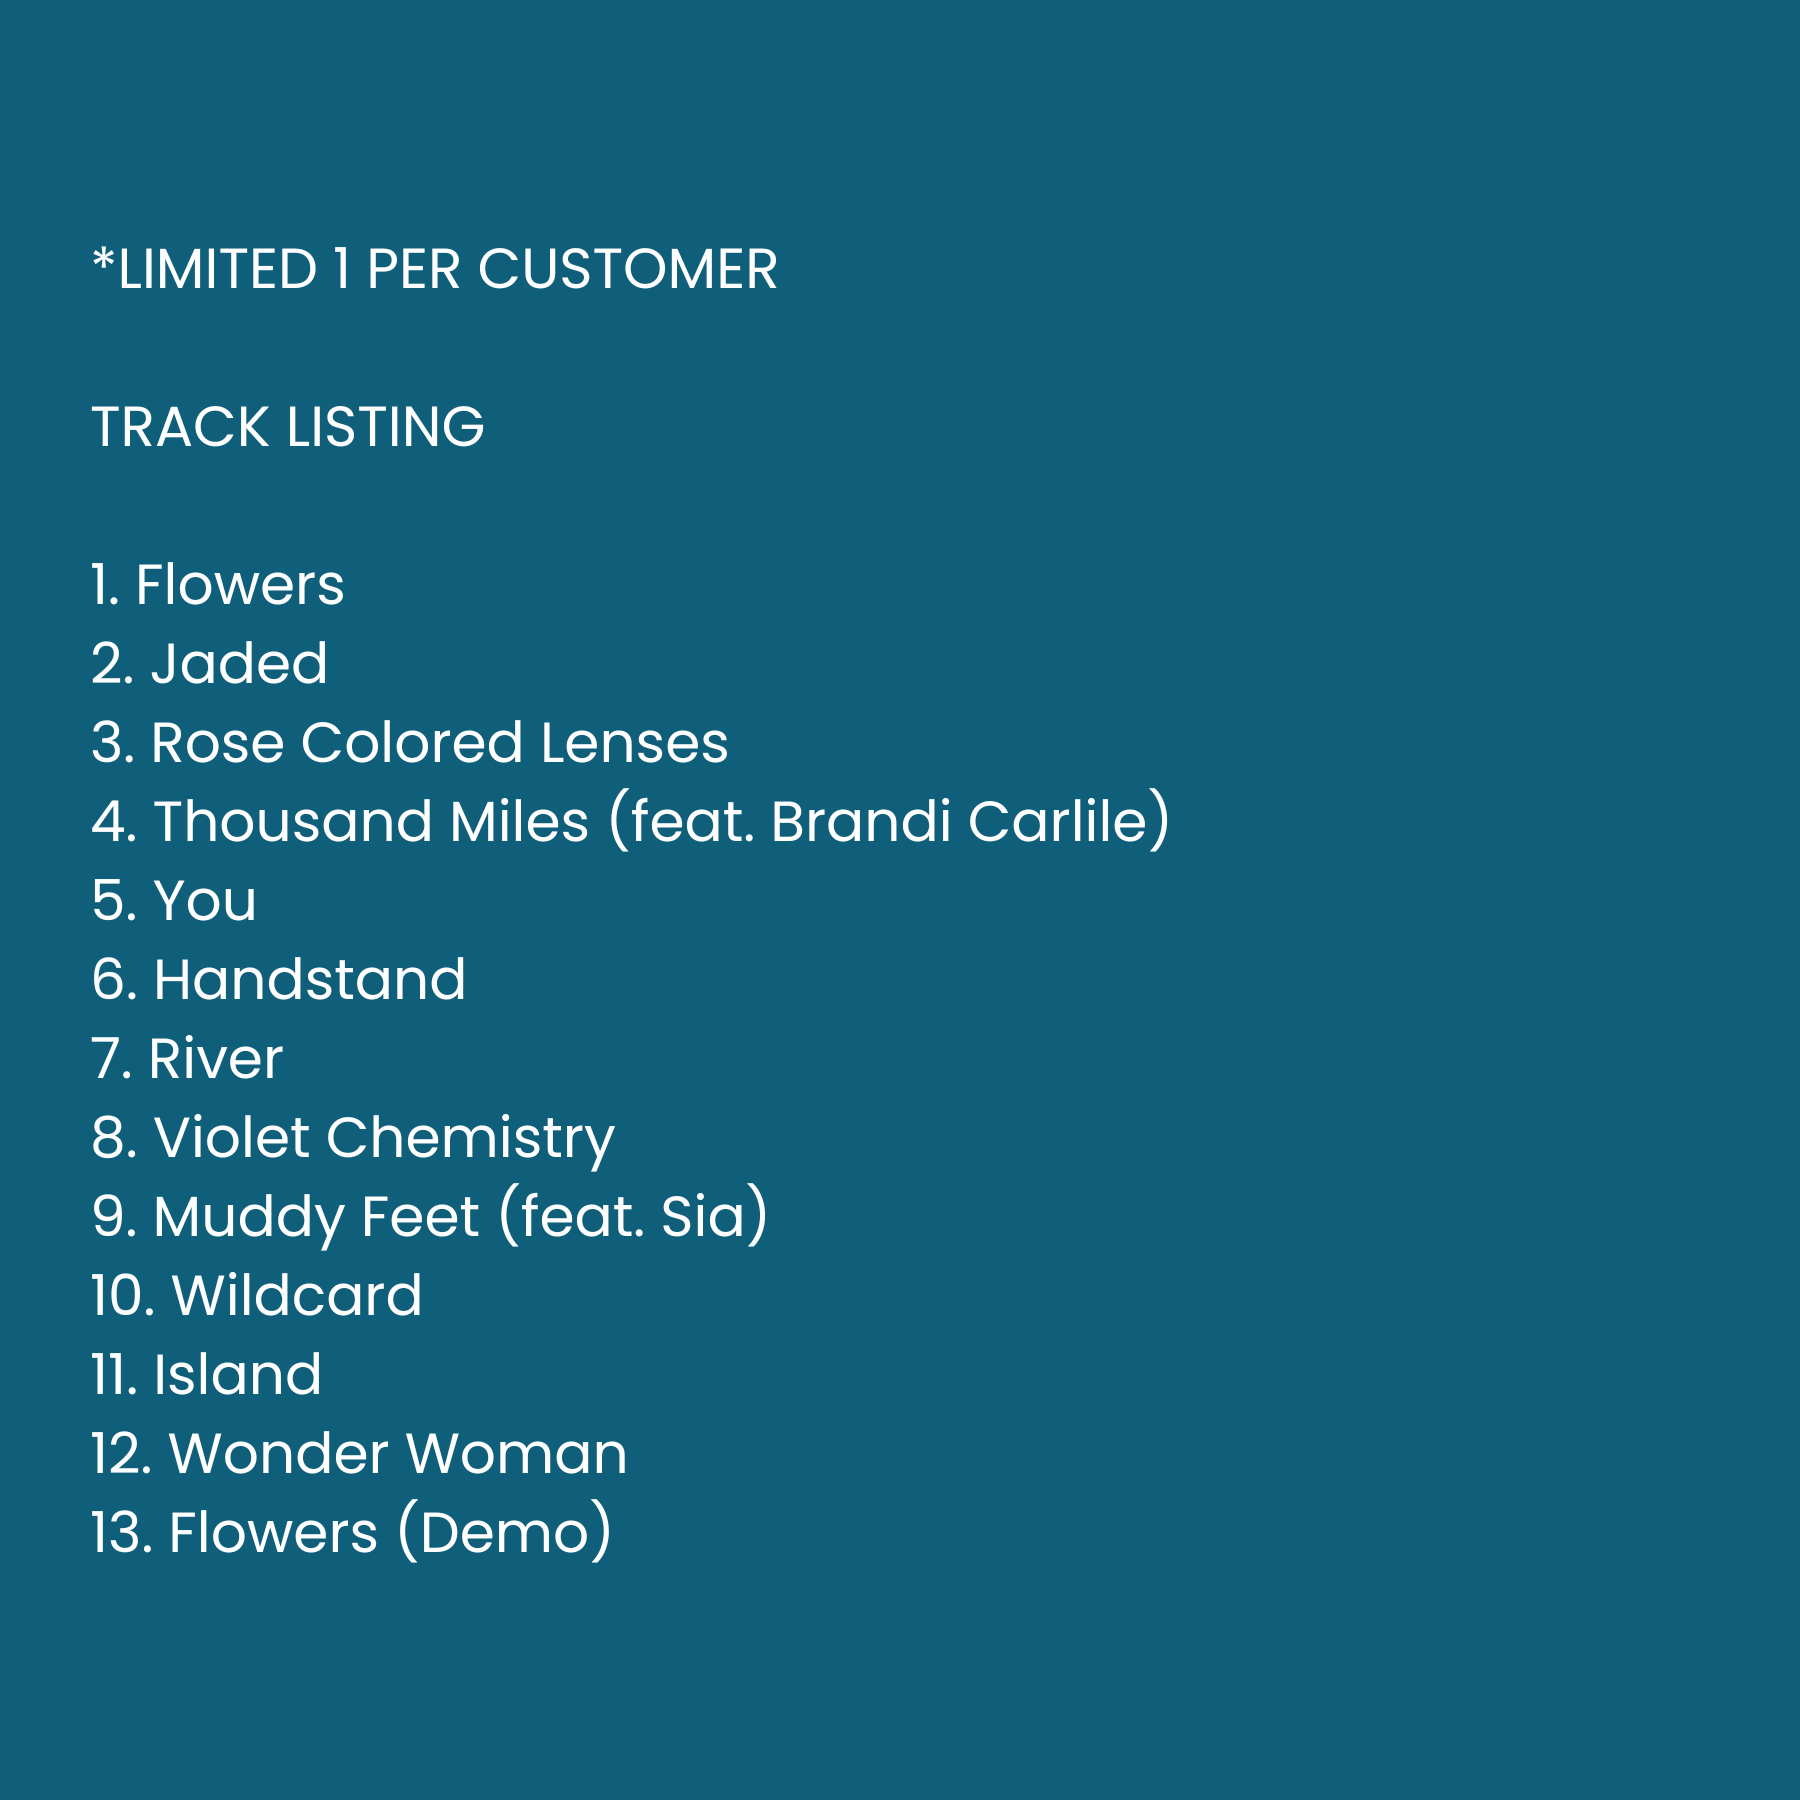 *LIMITED 1 PER CUSTOMER
TRACK LISTING
1. Flowers
2. Jaded
3. Rose Colored Lenses
4. Thousand Miles (feat. Brandi Carlile)
5. You
6. Handstand
7. River
8. Violet Chemistry
9. Muddy Feet (feat. Sia)
10. Wildcard
11. Island
12. Wonder Woman
13. Flowers (Demo)